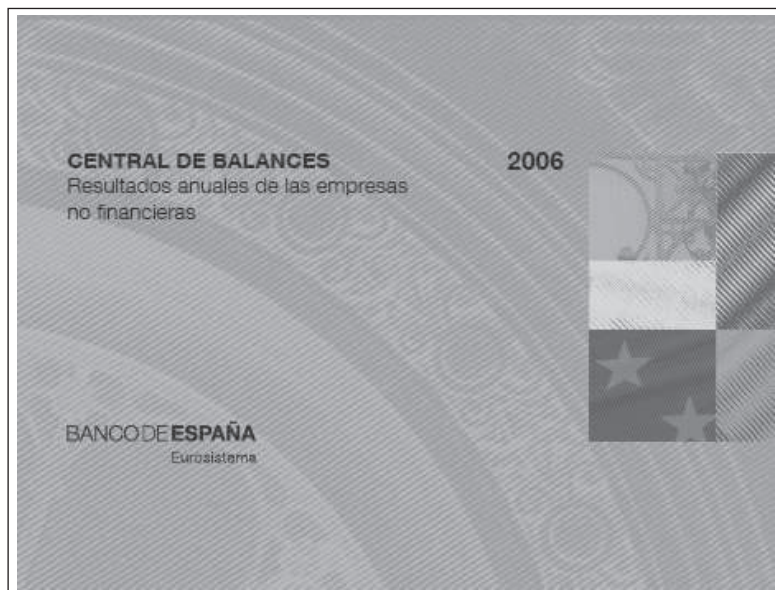 CENTRAL DE BALANCES 2006
Resultados anuales de las empresas
no financieras
BANCODEESPAÑA
Eurosistema